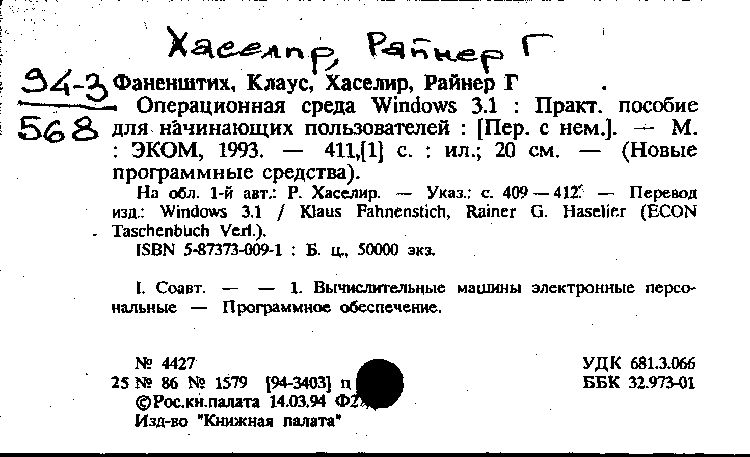 Хаселир, Райнер Г
94-3
568
Фаненштих, Клаус, Хаселир, Райнер Г
Операционная среда Windows 3.1 : Практ. пособие
для начинающих пользователей : [Пер. с нем.]. — М.
: ЭКОМ, 1993. — 411,[1] с. : ил.; 20 см. — (Новые
программные средства).
На обл. 1-й авт.: Р. Хаселир. — Указ.: с. 409 — 412. — Перевод
изд.: Windows 3.1 / Klaus Fahnenstich, Rainer G. Haselier (ECON
Taschenbuch Verl.).
ISBN 5-87373-009-1 : Б. ц., 50000 экз.
I. Соавт. — — 1. Вычислительные машины электронные персо-
нальные — Программное обеспечение.
№ 4427 УДК 681.3.066
25 № 86 № 1579 [94-3403] п ББК 32.973-01
©Рос.кн.палата 14.03.94
Изд-во "Книжная палата"